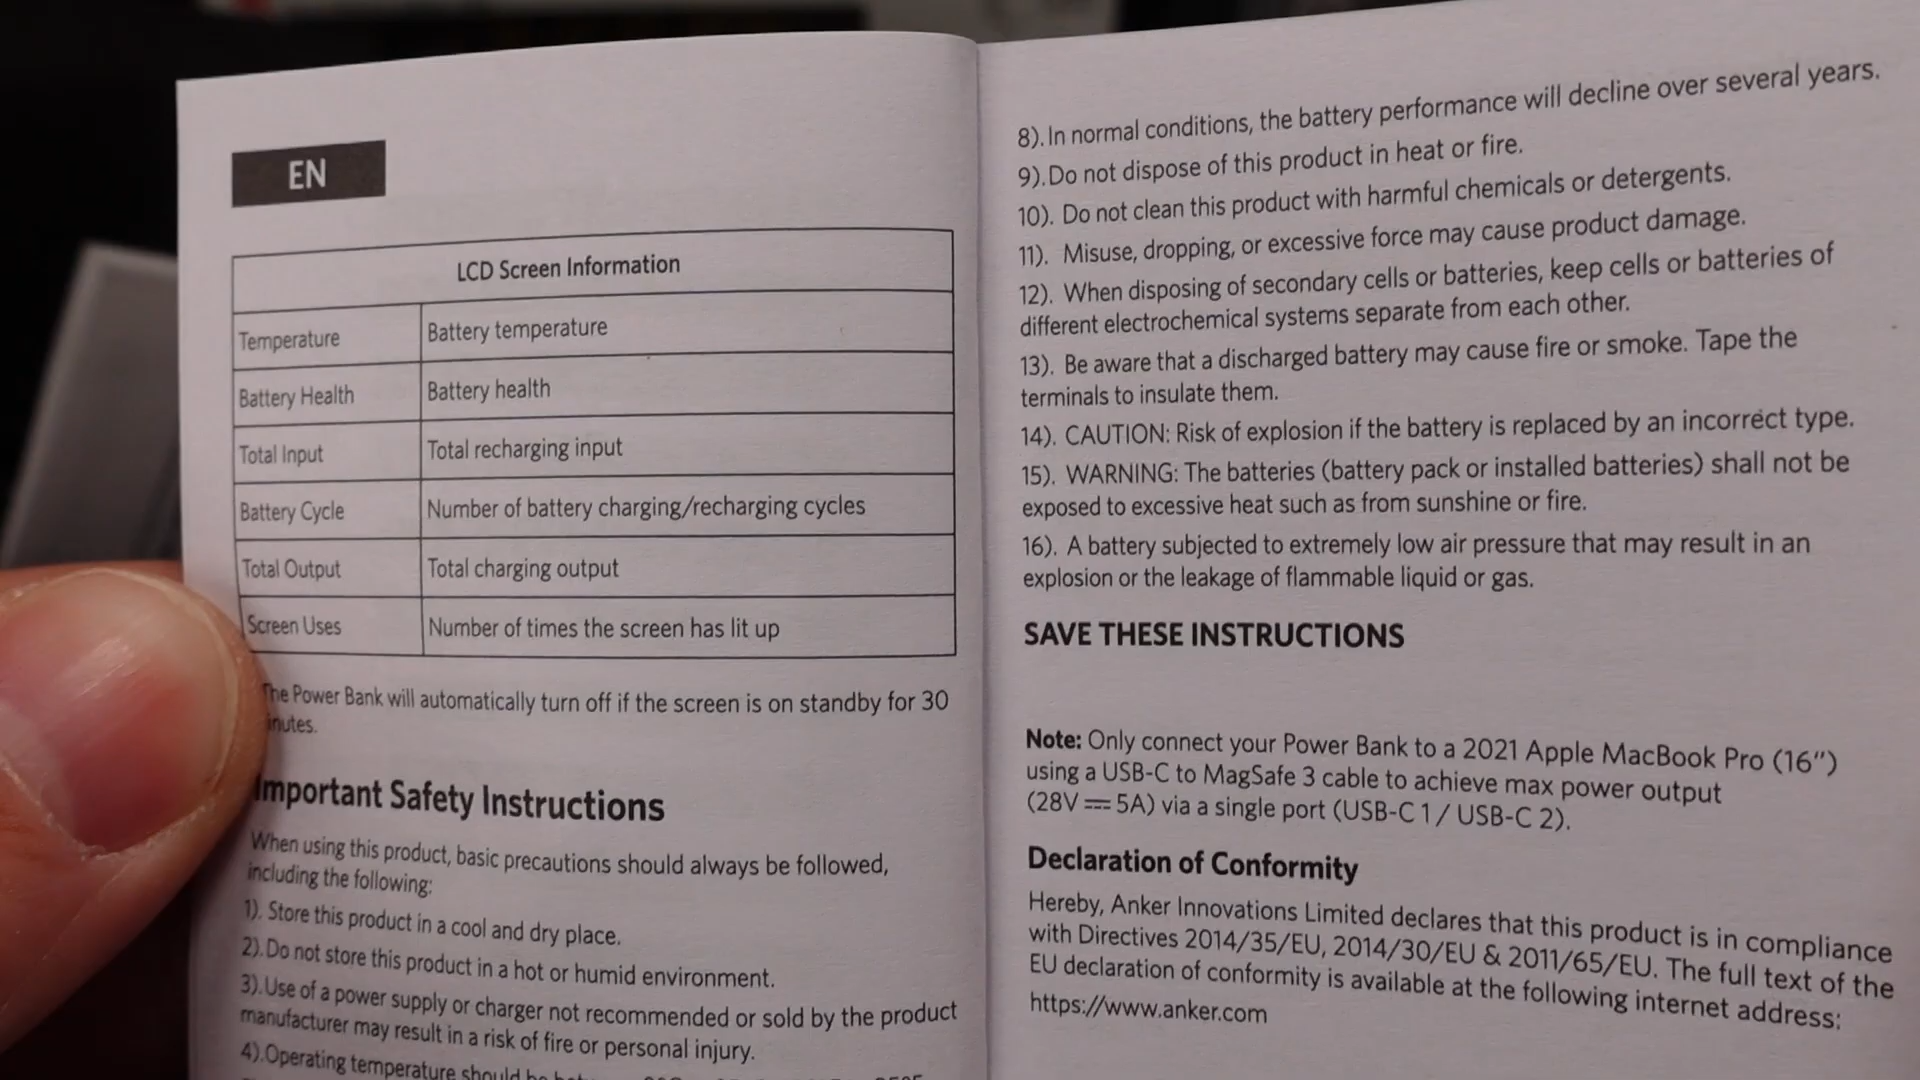 EN
LCD Screen Information
Temperature Battery temperature
Battery Health Battery health
Total Input Total recharging input
Battery Cycle Number of battery charging/recharging cycles
Total Output Total charging output
Screen Uses Number of times the screen has lit up
The Power Bank will automatically turn off if the screen is on standby for 30
inutes.
Important Safety Instructions
When using this product, basic precautions should always be followed,
including the following:
1). Store this product in a cool and dry place.
2).Do not store this product in a hot or humid environment.
3).Use of a power supply or charger not recommended or sold by the product
manufacturer may result in a risk of fire or personal injury.
4).Operating temperature should be
8).In normal conditions, the battery performance will decline over several years.
9).Do not dispose of this product in heat or fire.
10). Do not clean this product with harmful chemicals or detergents.
11). Misuse, dropping, or excessive force may cause product damage.
12). When disposing of secondary cells or batteries, keep cells or batteries of
different electrochemical systems separate from each other.
13). Be aware that a discharged battery may cause fire or smoke. Tape the
terminals to insulate them.
14). CAUTION: Risk of explosion if the battery is replaced by an incorrect type.
15). WARNING: The batteries (battery pack or installed batteries) shall not be
exposed to excessive heat such as from sunshine or fire.
16). A battery subjected to extremely low air pressure that may result in an
explosion or the leakage of flammable liquid or gas.
SAVE THESE INSTRUCTIONS
Note: Only connect your Power Bank to a 2021 Apple MacBook Pro (16”)
using a USB-C to MagSafe 3 cable to achieve max power output
(28V⎓5A) via a single port (USB-C 1 / USB-C 2).
Declaration of Conformity
Hereby, Anker Innovations Limited declares that this product is in compliance
with Directives 2014/35/EU, 2014/30/EU & 2011/65/EU. The full text of the
EU declaration of conformity is available at the following internet address:
https://www.anker.com